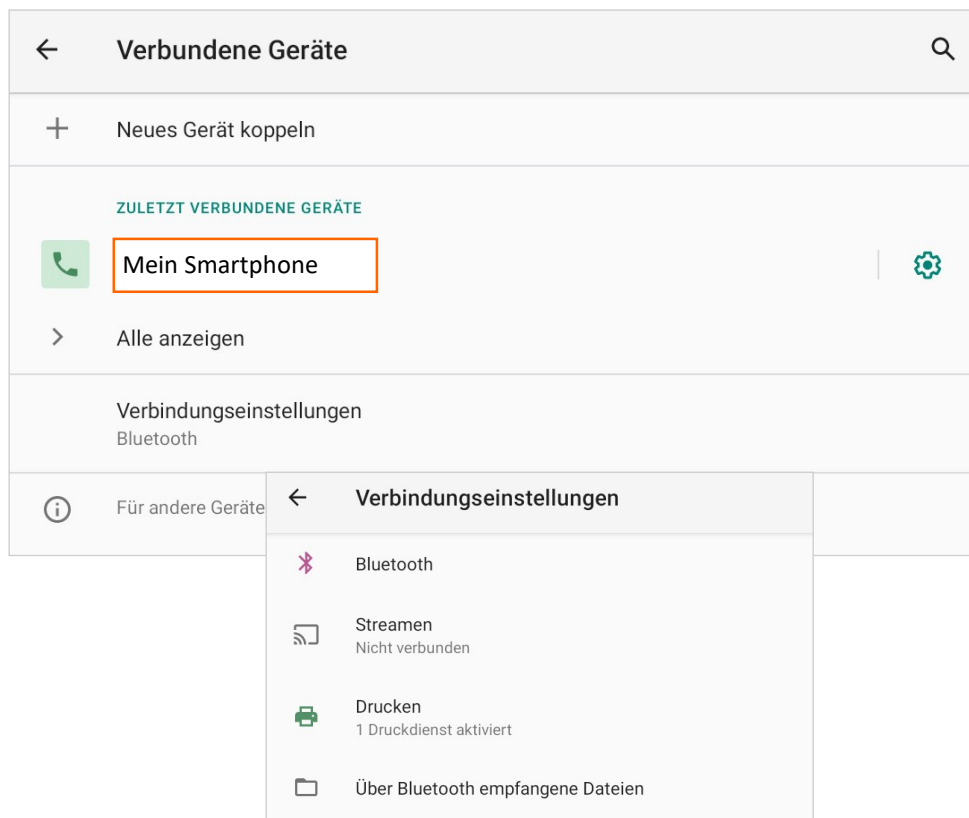 Verbundene Geräte
Neues Gerät koppeln
ZULETZT VERBUNDENE GERÄTE
Mein Smartphone
Alle anzeigen
Verbindungseinstellungen
Bluetooth
Für andere Geräte
Verbindungseinstellungen
Bluetooth
Streamen
Nicht verbunden
Drucken
1 Druckdienst aktiviert
Über Bluetooth empfangene Dateien